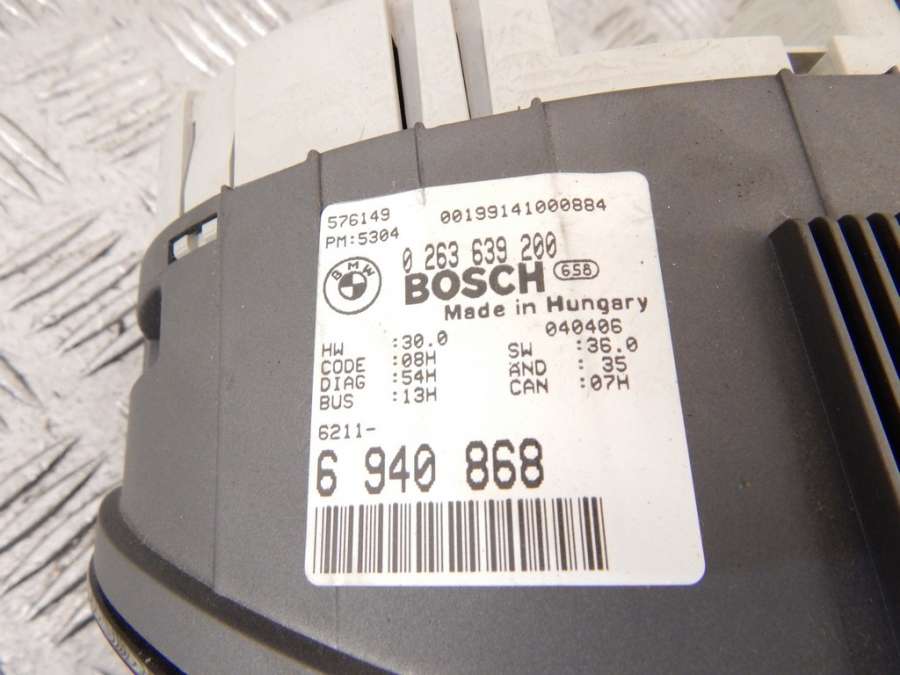 576149 00199141000884
PM:5304
0 263 639 200
BMW
BOSCH 658
Made in Hungary
040406
HW :30.0 SW :36.0
CODE :08H ÄND : 35
DIAG :54H CAN :07H
BUS :13H
6211-
6 940 868